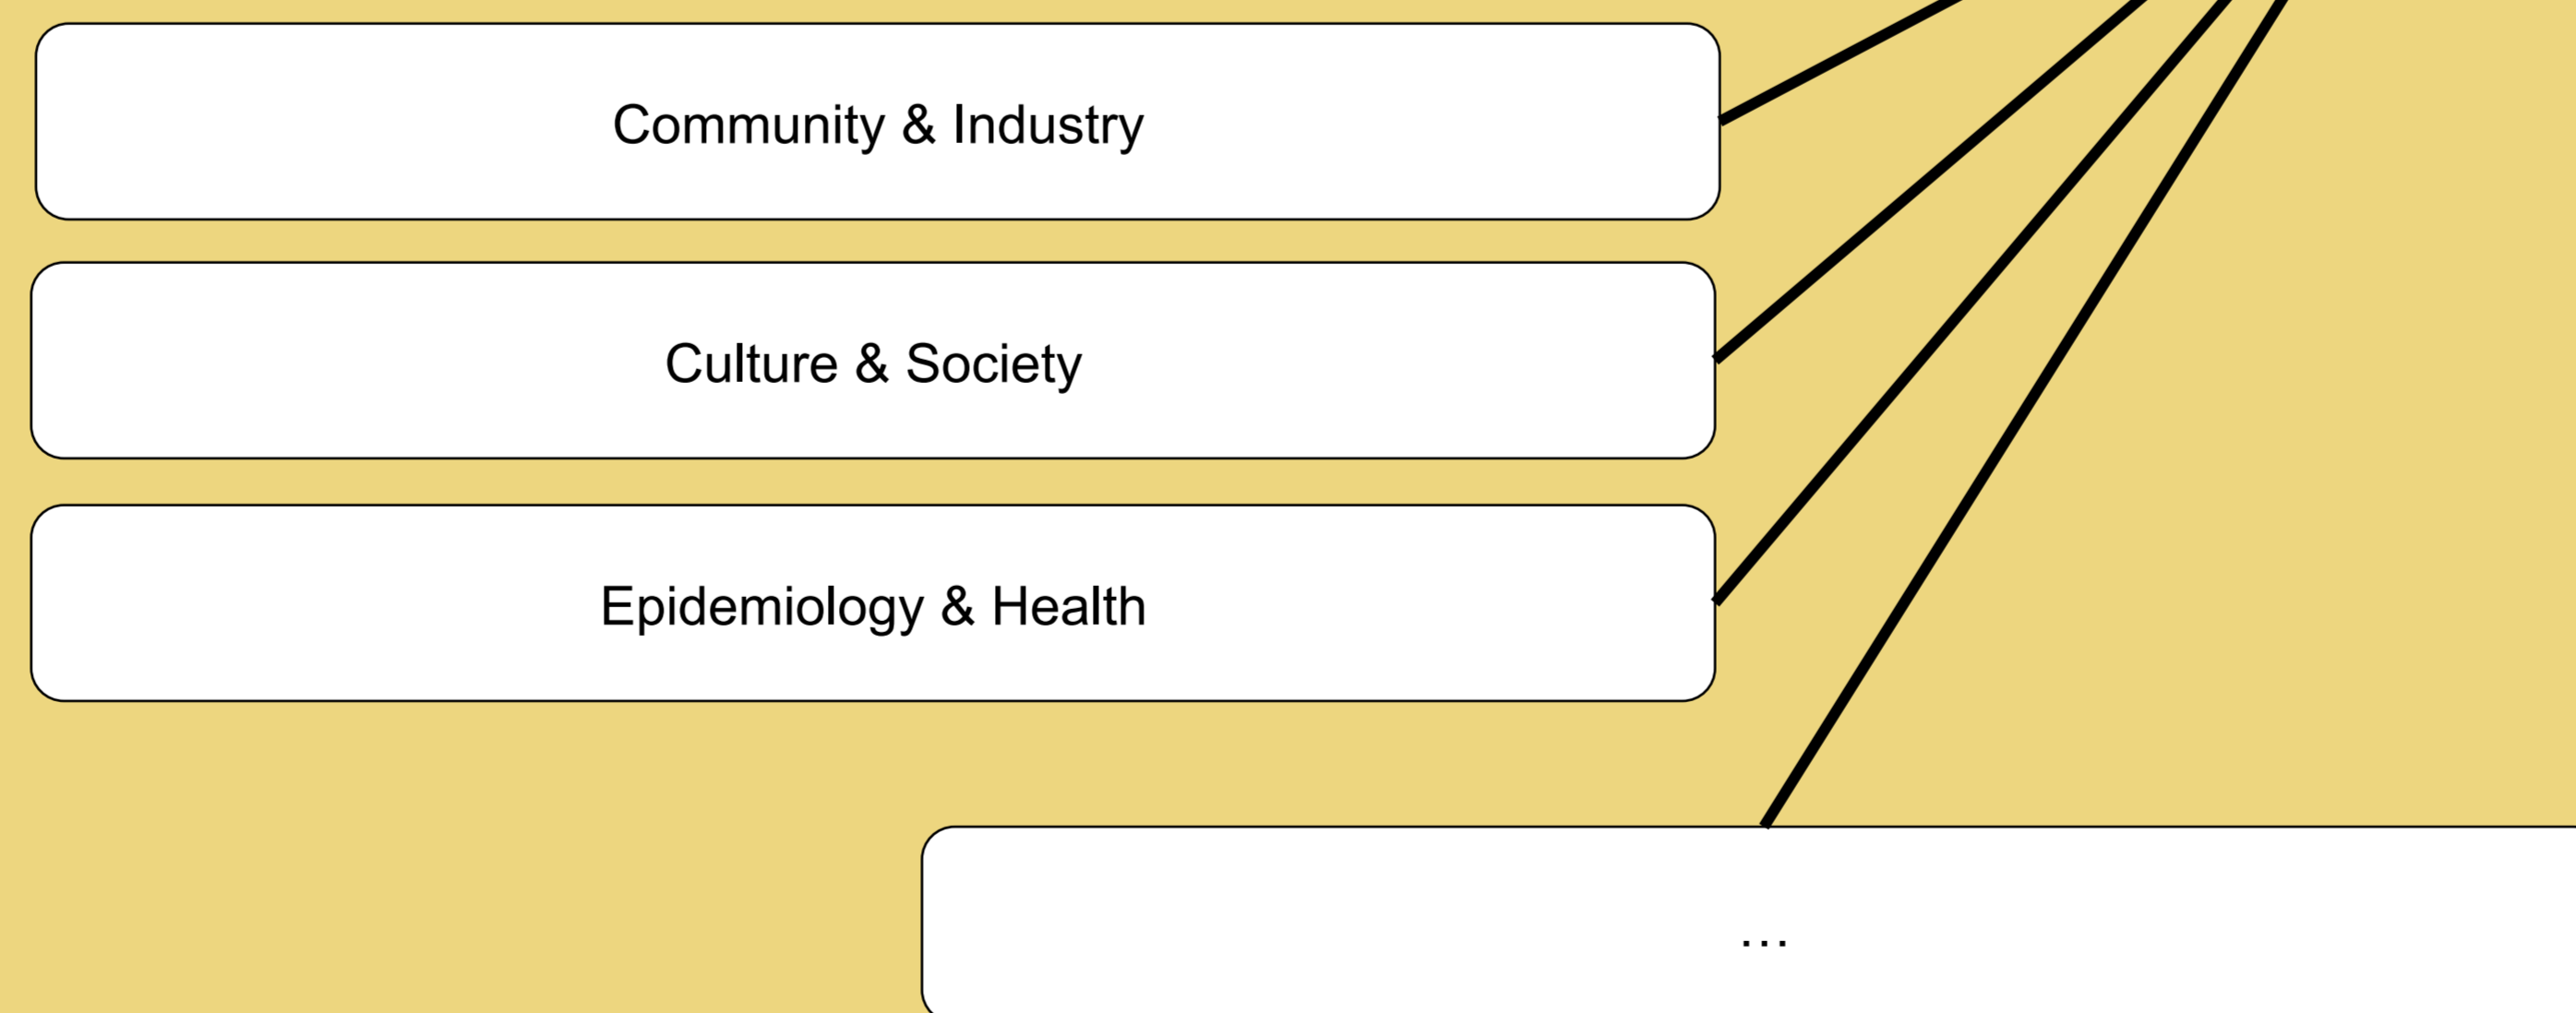 Community & Industry
Culture & Society
Epidemiology & Health
...